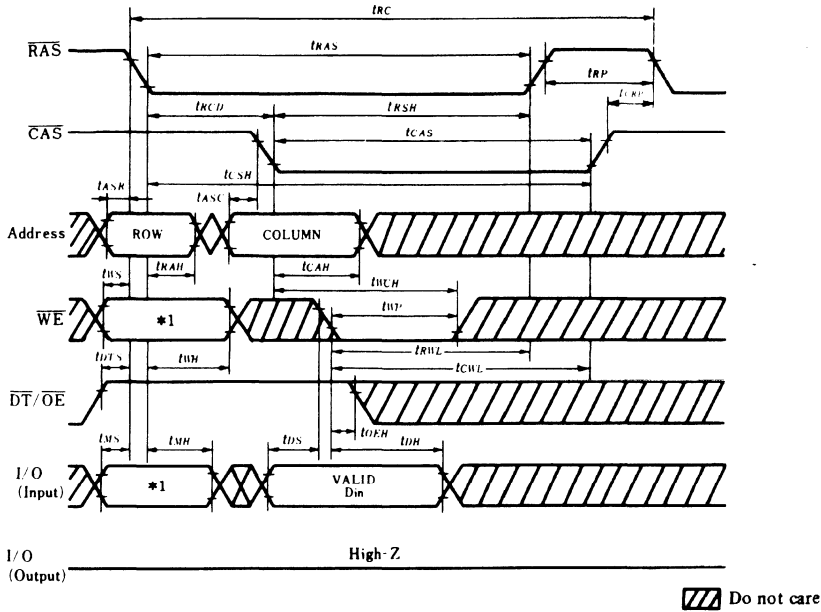 tRC
RAS
tRAS
tRP
tRCD
tRSH
tCRP
CAS
tCAS
tCSH
tASR
tASC
Address
ROW
COLUMN
tRAH
tCAH
tWS
tWCH
tWP
WE
*1
tRWL
tDTS
tWH
tCWL
DT/OE
tOEH
tMS
tMH
tDS
tDH
I/O
(Input)
*1
VALID
Din
I/O
(Output)
High-Z
Do not care